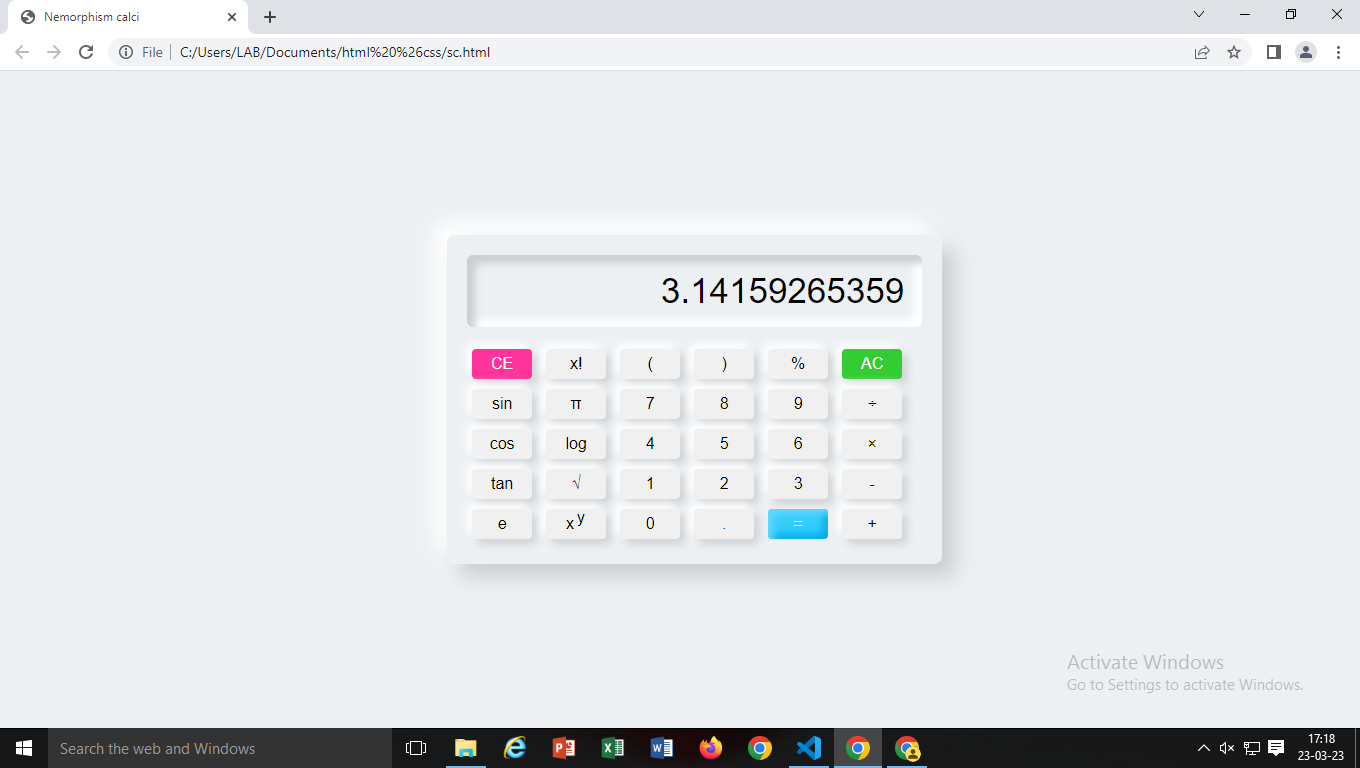 Nemorphism calci
File C:/Users/LAB/Documents/html%20%26css/sc.html
3.14159265359
CE x! ( ) % AC
sin π 7 8 9 ÷
cos log 4 5 6 ×
tan √ 1 2 3 -
e x y 0 . = +
Activate Windows
Go to Settings to activate Windows.
Search the web and Windows
17:18
23-03-23